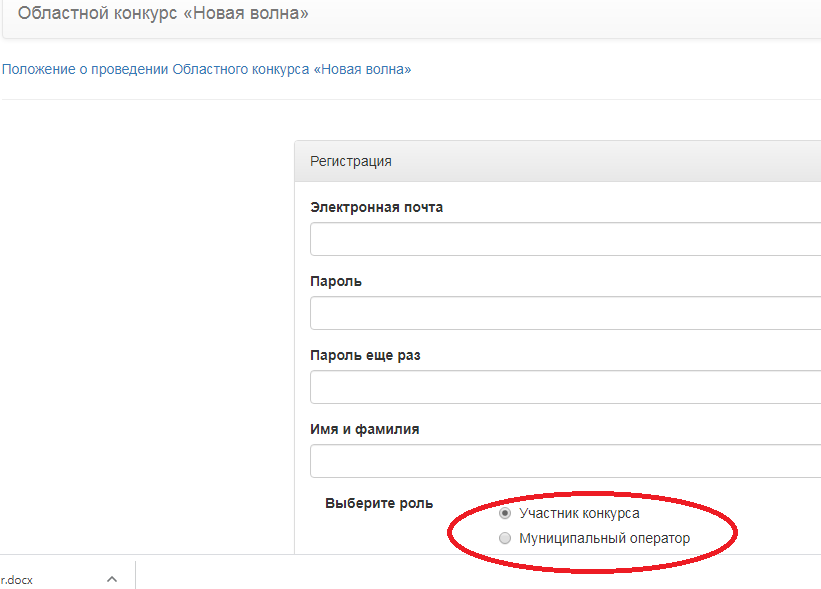 Областной конкурс «Новая волна»
Положение о проведении Областного конкурса «Новая волна»
Регистрация
Электронная почта
Пароль
Пароль еще раз
Имя и фамилия
Выберите роль
Участник конкурса
Муниципальный оператор
r.docx